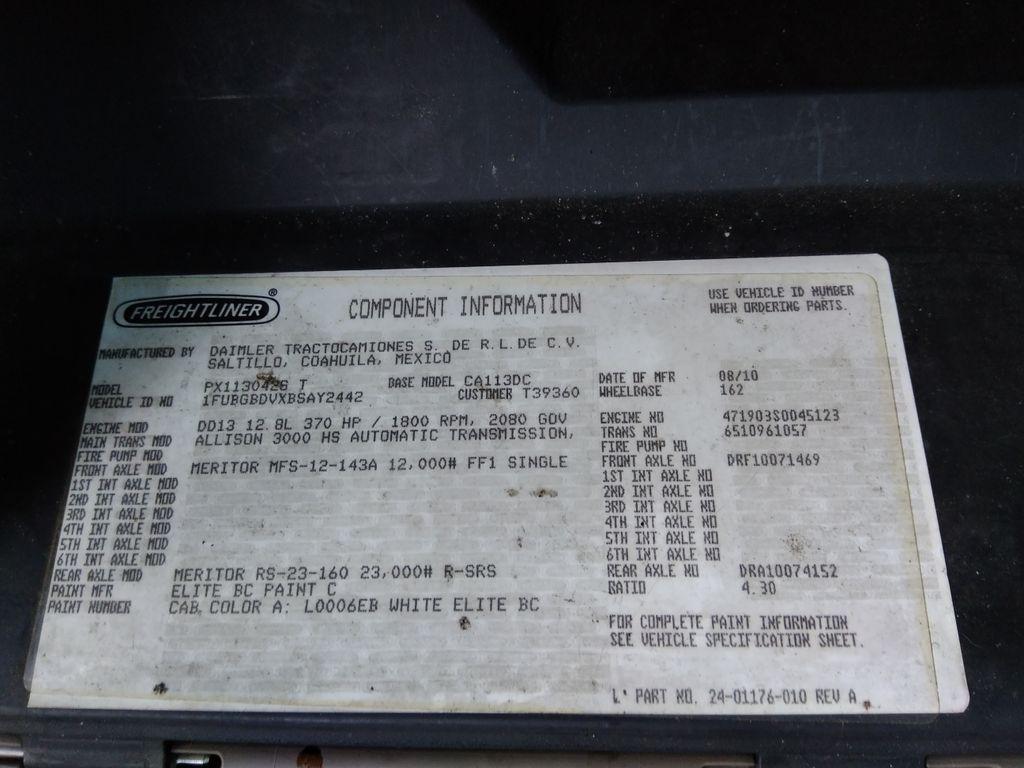 FREIGHTLINER ®
COMPONENT INFORMATION
USE VEHICLE ID NUMBER
WHEN ORDERING PARTS.
MANUFACTURED BY DAIMLER TRACTOCAMIONES S. DE R.L. DE C.V.
SALTILLO, COAHUILA, MEXICO
MODEL PX113042S T BASE MODEL CA113DC DATE OF MFR 08/10
VEHICLE ID NO 1FUBGBDVXBSAY2442 CUSTOMER T39360 WHEELBASE 162
ENGINE MOD DD13 12.8L 370 HP / 1800 RPM, 2080 GOV ENGINE NO 471903S0045123
MAIN TRANS MOD ALLISON 3000 HS AUTOMATIC TRANSMISSION, TRANS NO 6510961057
FIRE PUMP MOD FIRE PUMP NO
FRONT AXLE MOD MERITOR MFS-12-143A 12,000# FF1 SINGLE FRONT AXLE NO DRF10071469
1ST INT AXLE MOD 1ST INT AXLE NO
2ND INT AXLE MOD 2ND INT AXLE NO
3RD INT AXLE MOD 3RD INT AXLE NO
4TH INT AXLE MOD 4TH INT AXLE NO
5TH INT AXLE MOD 5TH INT AXLE NO
6TH INT AXLE MOD 6TH INT AXLE NO
REAR AXLE MOD MERITOR RS-23-160 23,000# R-SRS REAR AXLE NO DRA10074152
PAINT MFR ELITE BC PAINT C RATIO 4.30
PAINT NUMBER CAB COLOR A: L0006EB WHITE ELITE BC
FOR COMPLETE PAINT INFORMATION
SEE VEHICLE SPECIFICATION SHEET.
PART NO. 24-01176-010 REV A